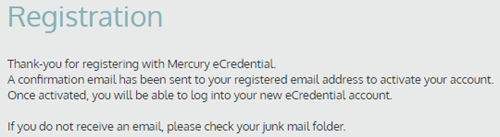 Registration
Thank-you for registering with Mercury eCredential.
A confirmation email has been sent to your registered email address to activate your account.
Once activated, you will be able to log into your new eCredential account.
If you do not receive an email, please check your junk mail folder.